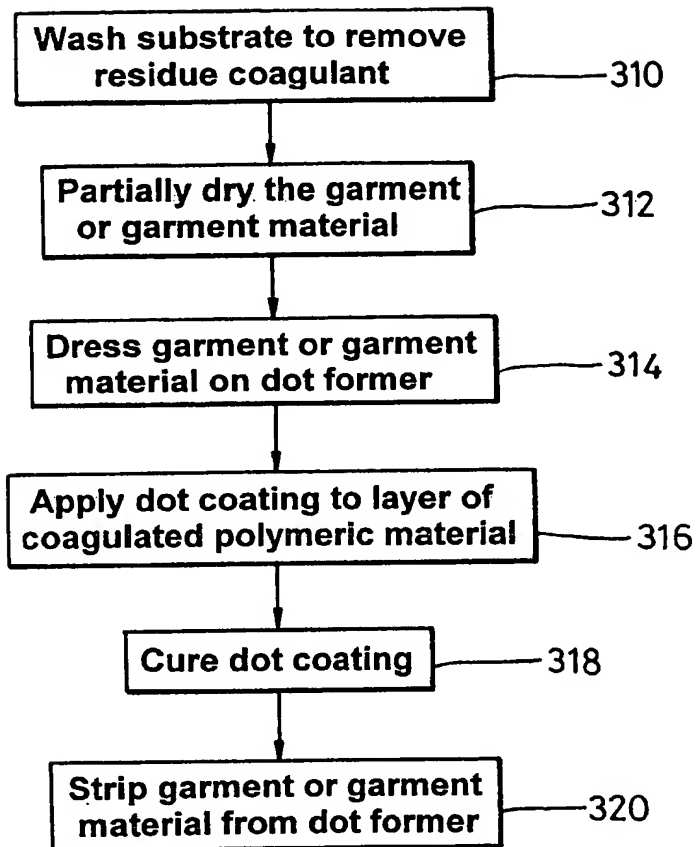 Wash substrate to remove
residue coagulant
310
Partially dry the garment
or garment material
312
Dress garment or garment
material on dot former
314
Apply dot coating to layer of
coagulated polymeric material
316
Cure dot coating
318
Strip garment or garment
material from dot former
320